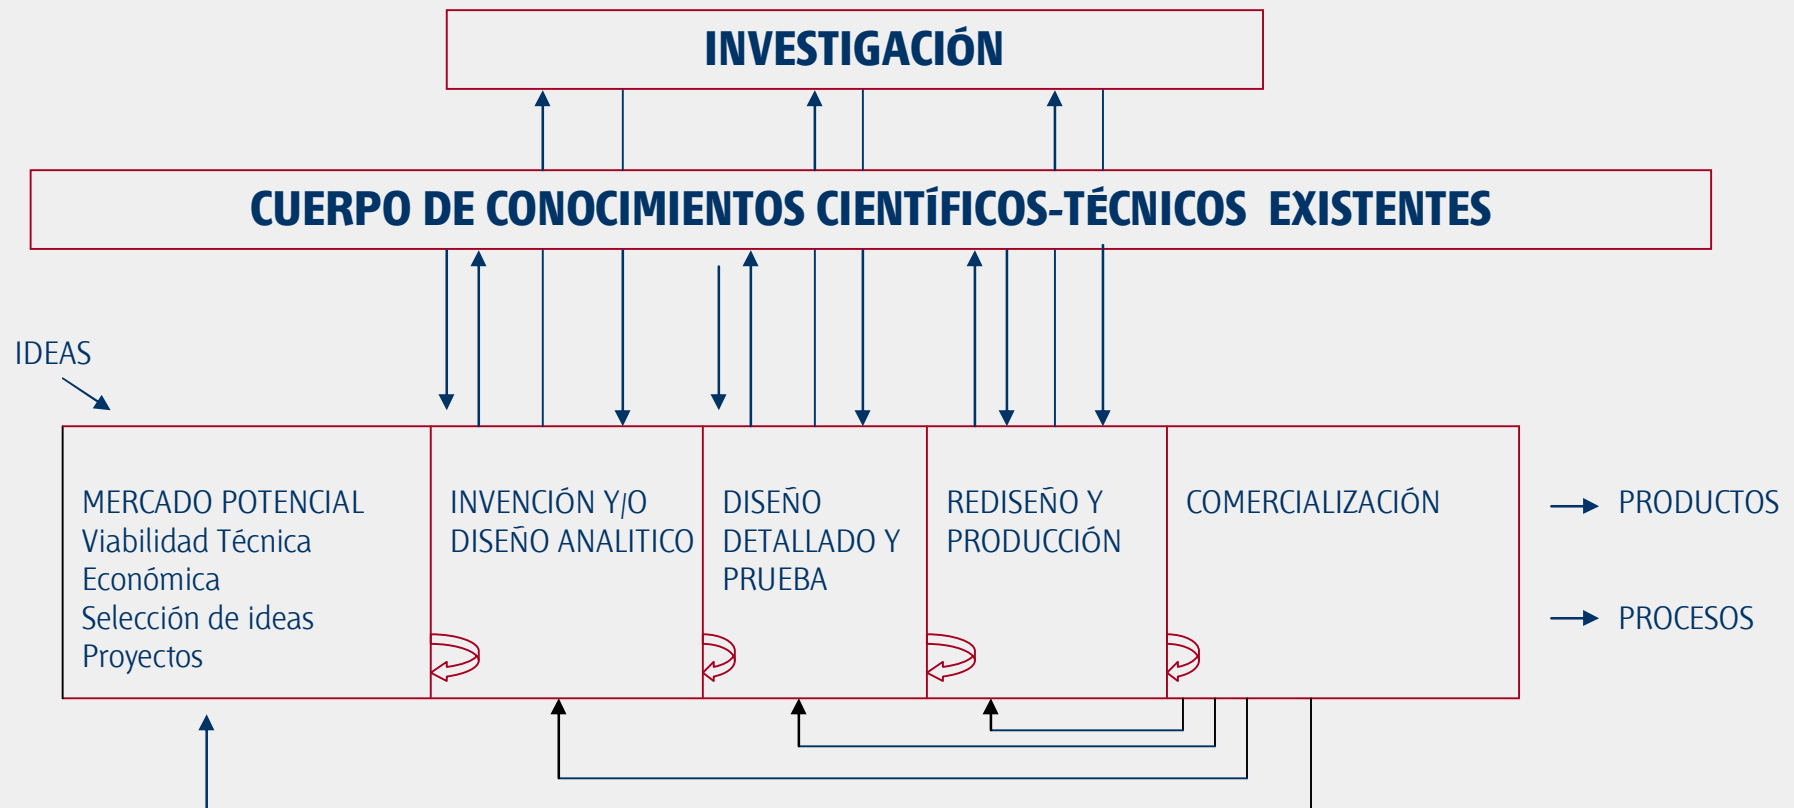 INVESTIGACIÓN
CUERPO DE CONOCIMIENTOS CIENTÍFICOS-TÉCNICOS EXISTENTES
IDEAS
MERCADO POTENCIAL
Viabilidad Técnica
Económica
Selección de ideas
Proyectos
INVENCIÓN Y/O
DISEÑO ANALITICO
DISEÑO
DETALLADO Y
PRUEBA
REDISEÑO Y
PRODUCCIÓN
COMERCIALIZACIÓN
PRODUCTOS
PROCESOS